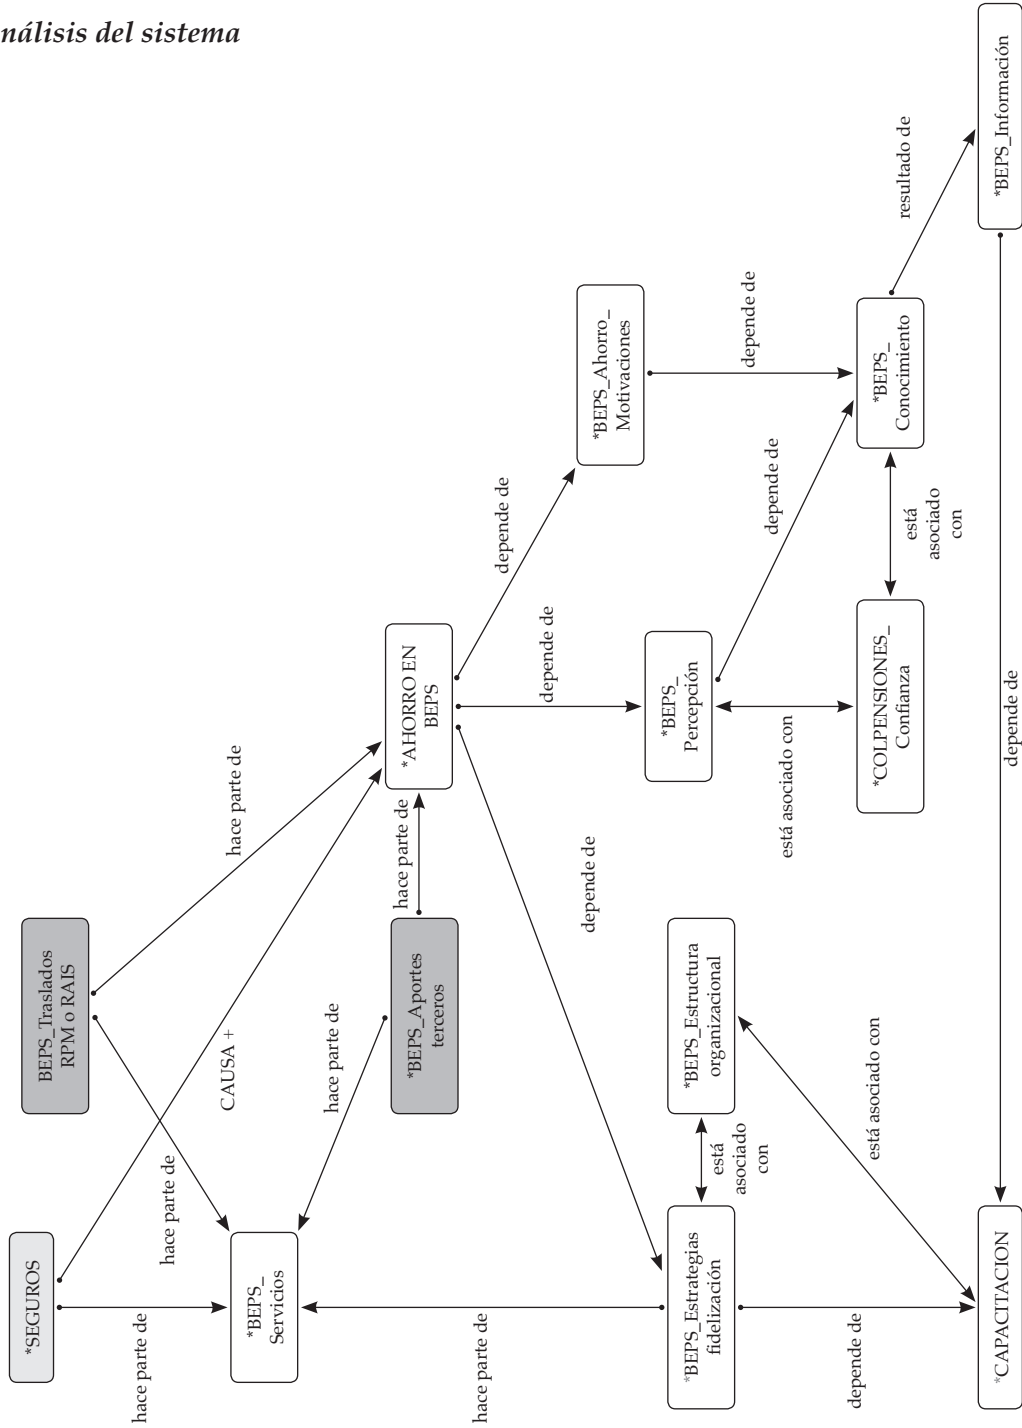 nálisis del sistema
*SEGUROS
BEPS_Traslados
RPM o RAIS
hace parte de
CAUSA +
hace parte de
hace parte de
*BEPS_
Servicios
hace parte de
*BEPS_Aportes
terceros
hace parte de
*AHORRO EN
BEPS
hace parte de
depende de
depende de
depende de
*BEPS_Estrategias
fidelización
está
asociado
con
*BEPS_Estructura
organizacional
*BEPS_
Percepción
*BEPS_Ahorro_
Motivaciones
depende de
está asociado con
está asociado con
depende de
depende de
*COLPENSIONES_
Confianza
está
asociado
con
*BEPS_
Conocimiento
resultado de
*CAPACITACION
depende de
*BEPS_Información